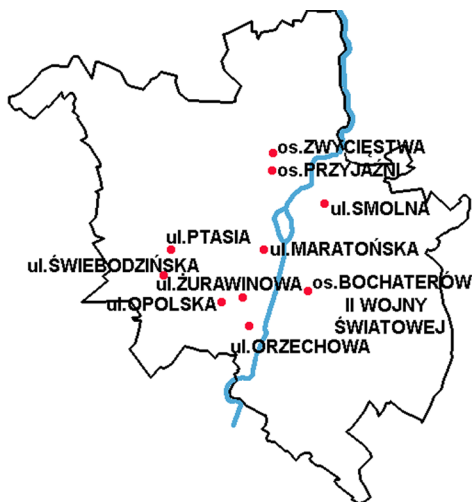 os.ZWYCIĘSTWA
os.PRZYJAŹNI
ul.SMOLNA
ul.PTASIA
ul.MARATOŃSKA
ul.ŚWIEBODZIŃSKA
ul.ŻURAWINOWA
os.BOCHATERÓW
ul.OPOLSKA
II WOJNY
ŚWIATOWEJ
ul.ORZECHOWA